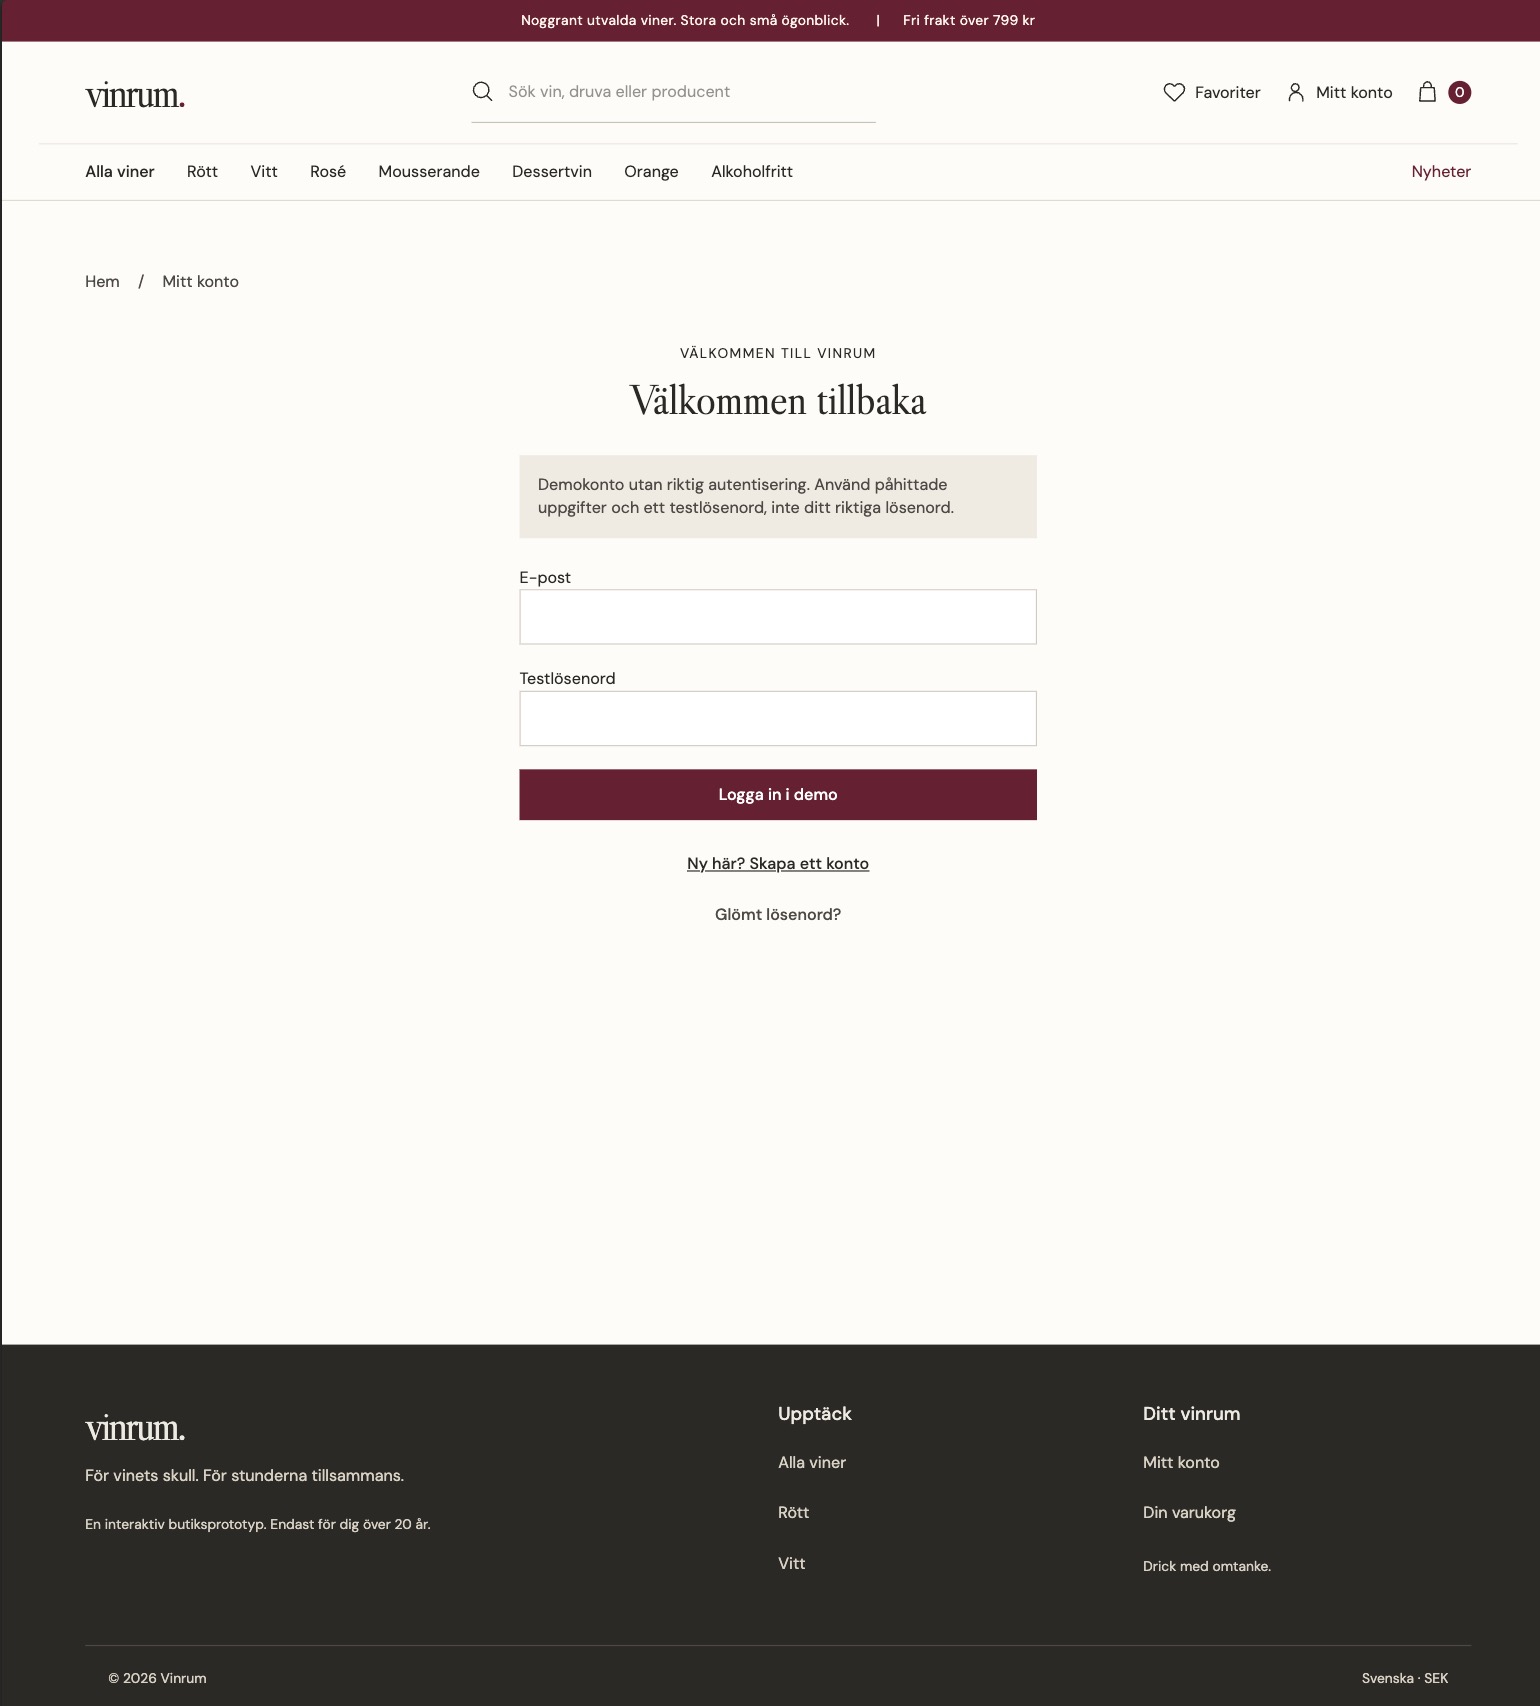 Noggrant utvalda viner. Stora och små ögonblick. | Fri frakt över 799 kr
vinrum.
Sök vin, druva eller producent
Favoriter
Mitt konto
0
Alla viner Rött Vitt Rosé Mousserande Dessertvin Orange Alkoholfritt Nyheter
Hem / Mitt konto
VÄLKOMMEN TILL VINRUM
Välkommen tillbaka
Demokonto utan riktig autentisering. Använd påhittade
uppgifter och ett testlösenord, inte ditt riktiga lösenord.
E-post
Testlösenord
Logga in i demo
Ny här? Skapa ett konto
Glömt lösenord?
vinrum.
För vinets skull. För stunderna tillsammans.
En interaktiv butiksprototyp. Endast för dig över 20 år.
Upptäck
Alla viner
Rött
Vitt
Ditt vinrum
Mitt konto
Din varukorg
Drick med omtanke.
© 2026 Vinrum
Svenska · SEK